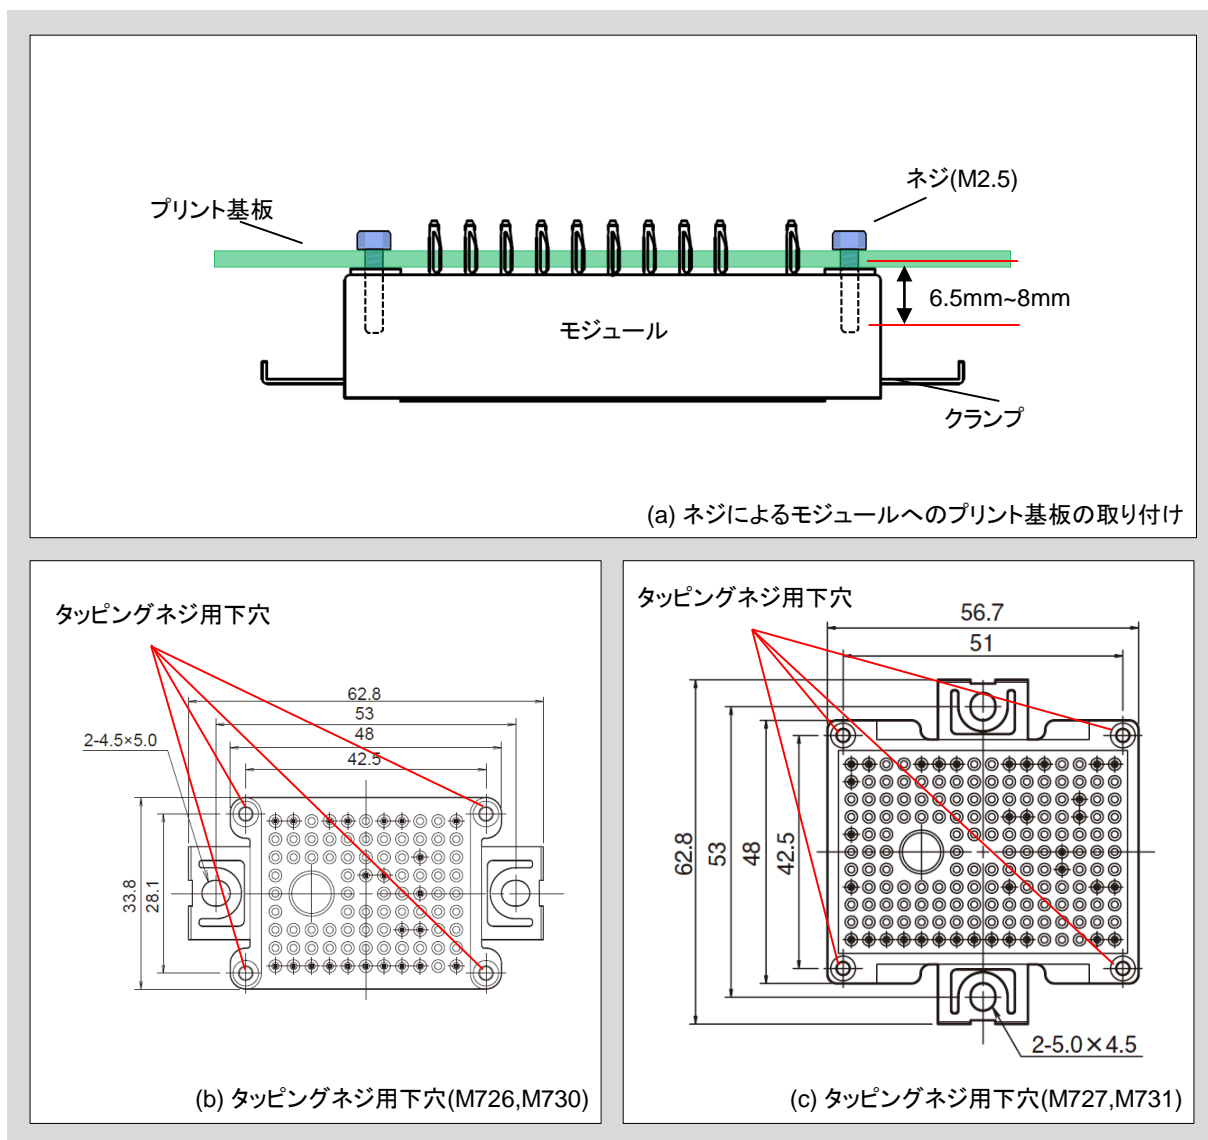 ネジ(M2.5)
プリント基板
6.5mm~8mm
モジュール
クランプ
(a) ネジによるモジュールへのプリント基板の取り付け
タッピングネジ用下穴
62.8
53
2-4.5×5.0
48
42.5
33.8
28.1
(b) タッピングネジ用下穴(M726,M730)
タッピングネジ用下穴
56.7
51
62.8
53
48
42.5
2-5.0×4.5
(c) タッピングネジ用下穴(M727,M731)